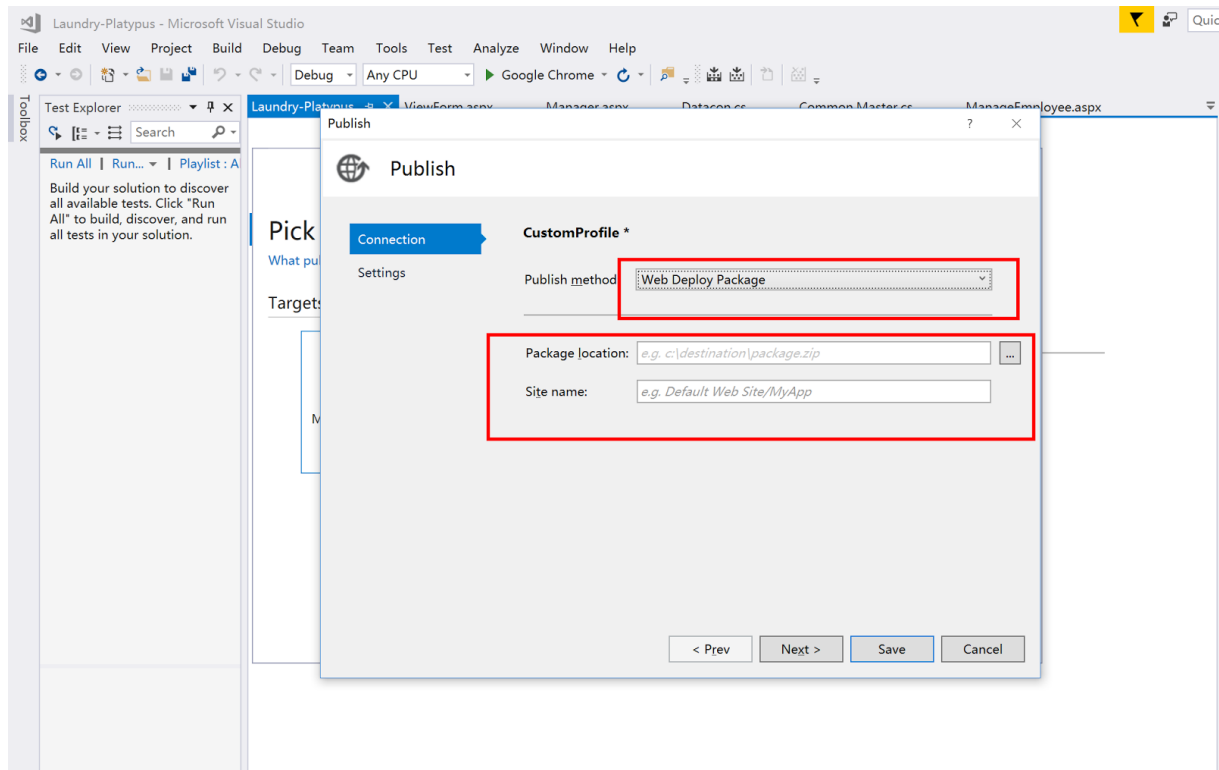 Laundry-Platypus - Microsoft Visual Studio
File Edit View Project Build Debug Team Tools Test Analyze Window Help
Debug Any CPU Google Chrome
Toolbox
Test Explorer
Search
Run All | Run... | Playlist : A
Build your solution to discover
all available tests. Click "Run
All" to build, discover, and run
all tests in your solution.
Laundry-Platypus ViewForm.aspx Manager.aspx Datacon.cs Common Master.cs ManageEmployee.aspx
Pick
What pu
Targets
M
Publish
?
Publish
Connection
Settings
CustomProfile *
Publish method
Web Deploy Package
Package location: e.g. c:\destination\package.zip ...
Site name: e.g. Default Web Site/MyApp
< Prev Next > Save Cancel
Quic